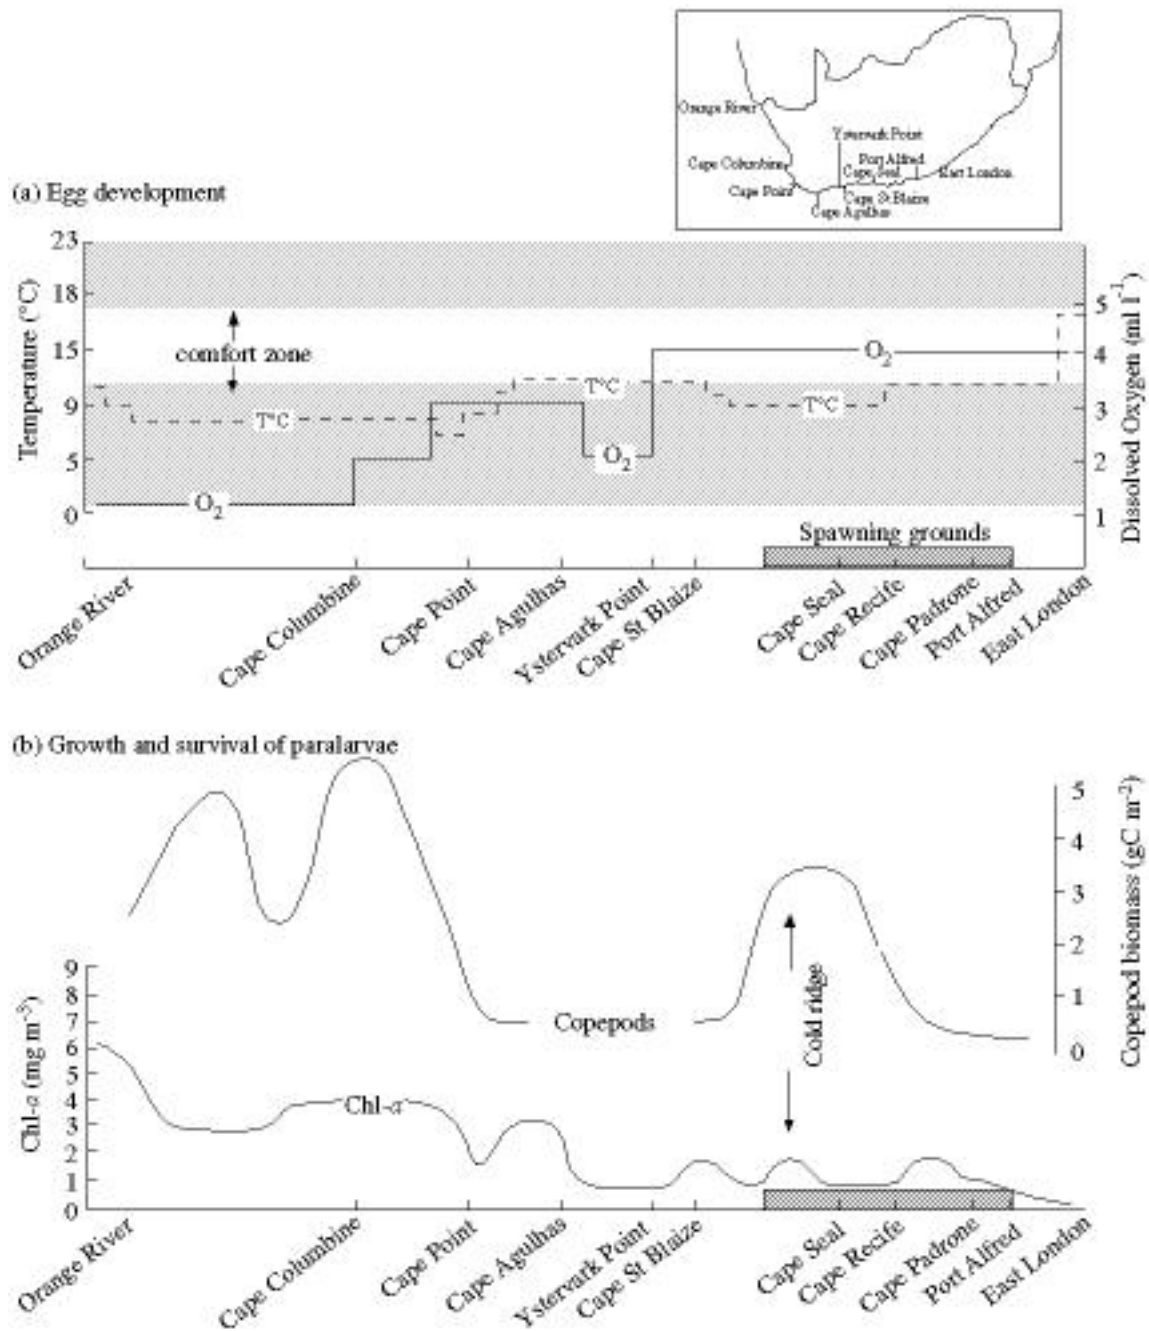 Orange River
Ystervark Point
Port Alfred
Cape Columbine
Cape Seal
East London
Cape Point
Cape St Blaize
Cape Agulhas
(a) Egg development
23
18
15
9
5
0
Temperature (°C)
comfort zone
T°C
O2
T°C
O2
O2
T°C
5
4
3
2
1
Dissolved Oxygen (ml l-1)
Spawning grounds
Orange River
Cape Columbine
Cape Point
Cape Agulhas
Ystervark Point
Cape St Blaize
Cape Seal
Cape Recife
Cape Padrone
Port Alfred
East London
(b) Growth and survival of paralarvae
5
4
3
2
1
0
Copepod biomass (gC m-2)
9
8
7
6
5
4
3
2
1
0
Chl-a (mg m-3)
Copepods
Chl-a
Cold ridge
Orange River
Cape Columbine
Cape Point
Cape Agulhas
Ystervark Point
Cape St Blaize
Cape Seal
Cape Recife
Cape Padrone
Port Alfred
East London